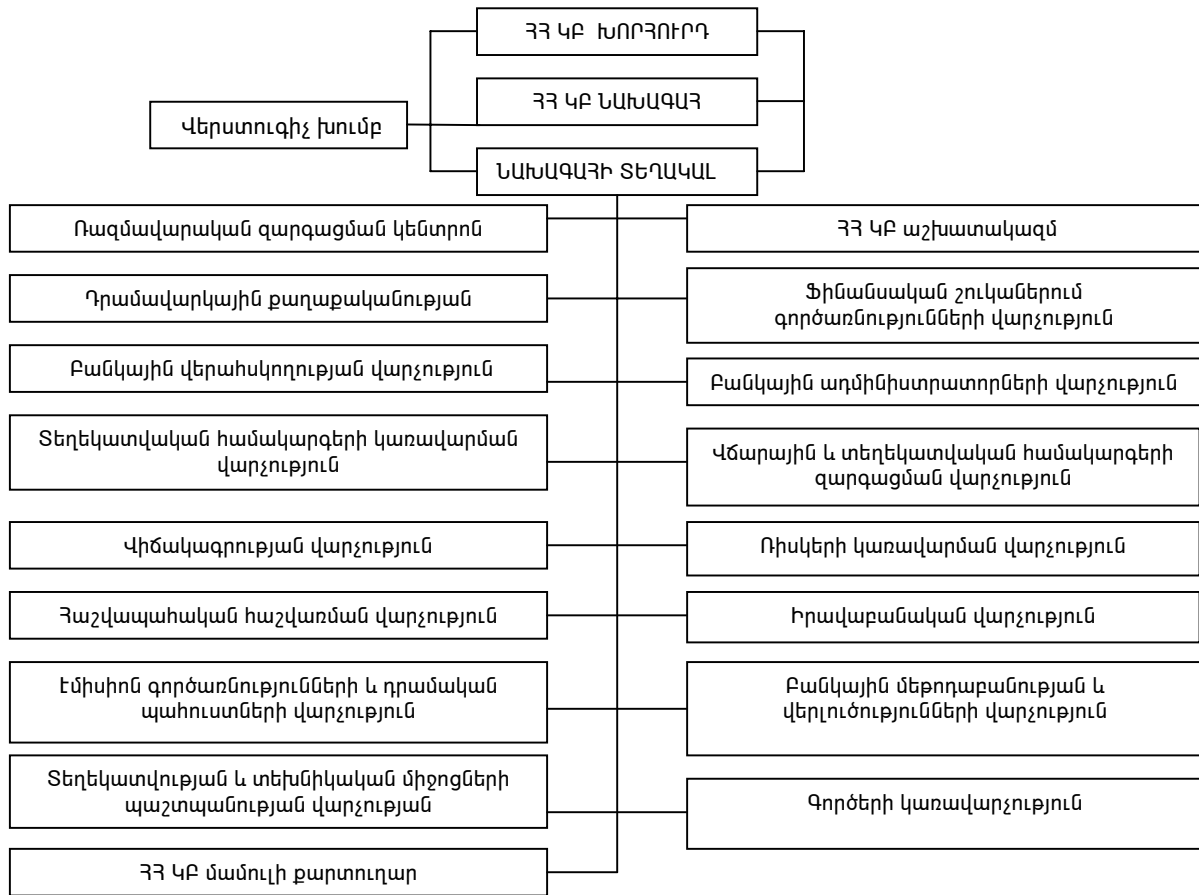 ՀՀ ԿԲ ԽՈՐՀՈՒՐԴ
ՀՀ ԿԲ ՆԱԽԱԳԱՀ
Վերստուգիչ խումբ
ՆԱԽԱԳԱՀԻ ՏԵՂԱԿԱԼ
Ռազմավարական զարգացման կենտրոն
ՀՀ ԿԲ աշխատակազմ
Դրամավարկային քաղաքականության
Ֆինանսական շուկաներում
գործառնությունների վարչություն
Բանկային վերահսկողության վարչություն
Բանկային ադմինիստրատորների վարչություն
Տեղեկատվական համակարգերի կառավարման
վարչություն
Վճարային և տեղեկատվական համակարգերի
զարգացման վարչություն
Վիճակագրության վարչություն
Ռիսկերի կառավարման վարչություն
Հաշվապահական հաշվառման վարչություն
Իրավաբանական վարչություն
Էմիսիոն գործառնությունների և դրամական
պահուստների վարչություն
Բանկային մեթոդաբանության և
վերլուծությունների վարչություն
Տեղեկատվության և տեխնիկական միջոցների
պաշտպանության վարչության
Գործերի կառավարչություն
ՀՀ ԿԲ մամուլի քարտուղար